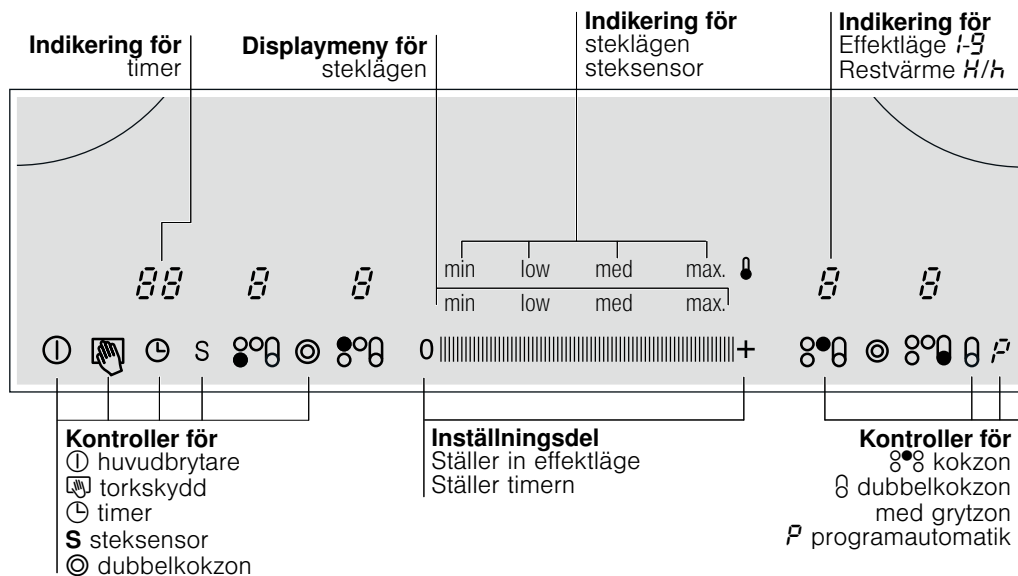 Indikering för
timer
Displaymeny för
steklägen
Indikering för
steklägen
steksensor
Indikering för
Effektläge 1-9
Restvärme H/h
min low med max.
88 8 8 8 8
min low med max.
S 0 + P
Kontroller för
huvudbrytare
torkskydd
timer
S steksensor
dubbelkokzon
Inställningsdel
Ställer in effektläge
Ställer timern
Kontroller för
kokzon
dubbelkokzon
med grytzon
P programautomatik